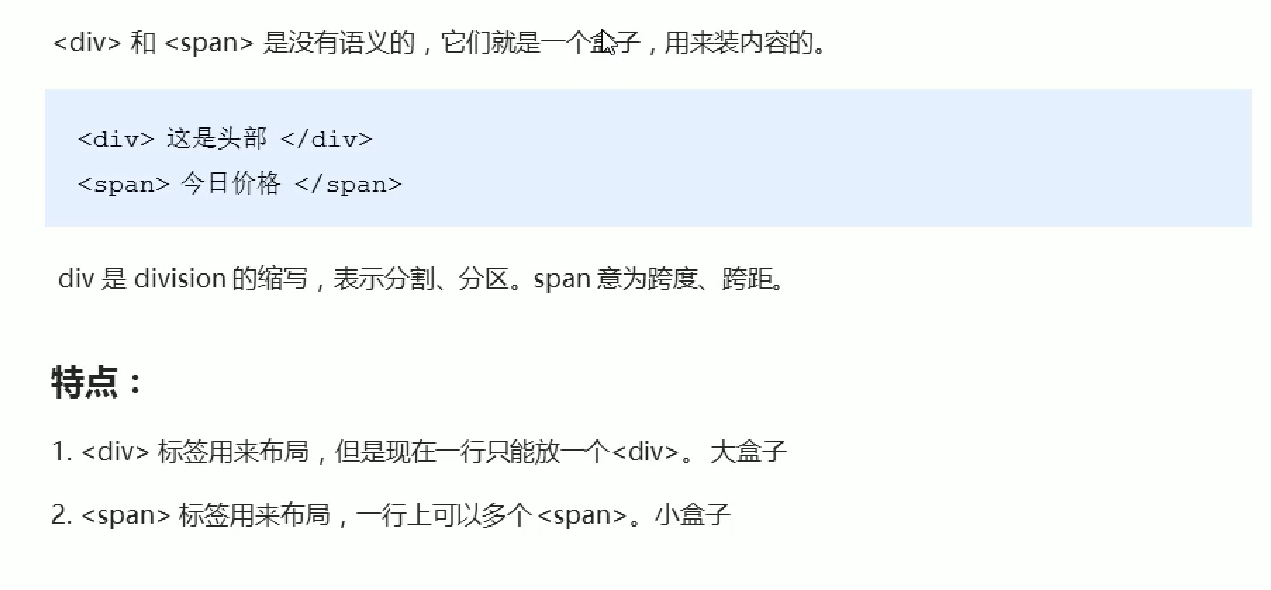 <div> 和 <span> 是没有语义的，它们就是一个盒子，用来装内容的。
<div> 这是头部 </div>
<span> 今日价格 </span>
div 是 division 的缩写，表示分割、分区。span 意为跨度、跨距。
特点：
1. <div> 标签用来布局，但是现在一行只能放一个<div>。 大盒子
2. <span> 标签用来布局，一行上可以多个 <span>。小盒子